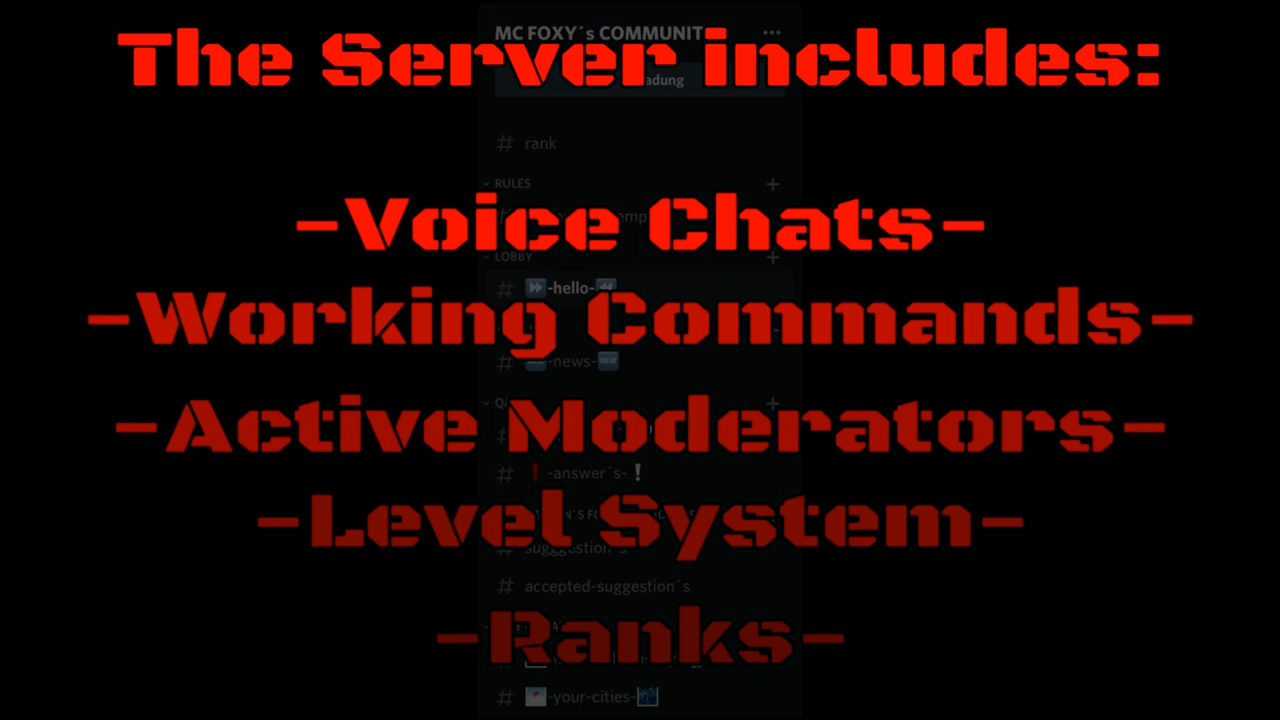 MC FOXY´s COMMUNIT
The Server includes:
adung
# rank
RULES
–Voice Chats–
LOBBY
# ⏩-hello-⏪
–Working Commands–
# -news-🆕
–Active Moderators–
# ❗-answer´s-❕
–Level System–
# suggestion´s
# accepted-suggestion´s
–Ranks–
# -your-cities-